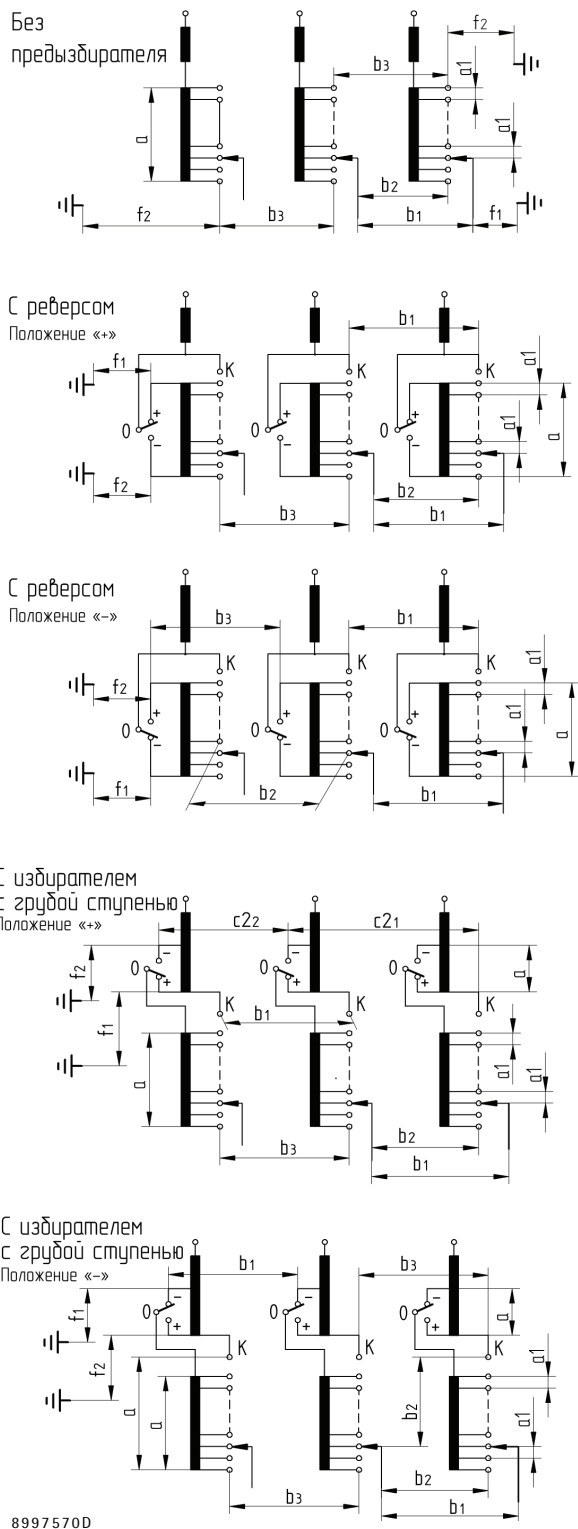 Без
предызбирателя
f2
b3
a1
a
a1
b2
f2
b3
b1
f1
С реверсом
Положение «+»
b1
f1
K
K
K
a1
+
+
+
0
0
0
a1
a
−
−
−
f2
b2
b3
b1
С реверсом
Положение «−»
b3
b1
K
K
K
a1
f2
+
+
+
0
0
0
a1
a
−
−
−
f1
b2
b1
С избирателем
с грубой ступенью
Положение «+»
c22
c21
−
−
−
f2
0
0
0
a
+
+
+
K
K
K
f1
b1
a
a1
a1
b2
b3
b1
С избирателем
с грубой ступенью
Положение «−»
b1
b3
f1
−
−
−
0
0
0
a
+
+
+
f2
K
K
K
a1
a
a
b2
a1
b2
b3
b1
8997570D